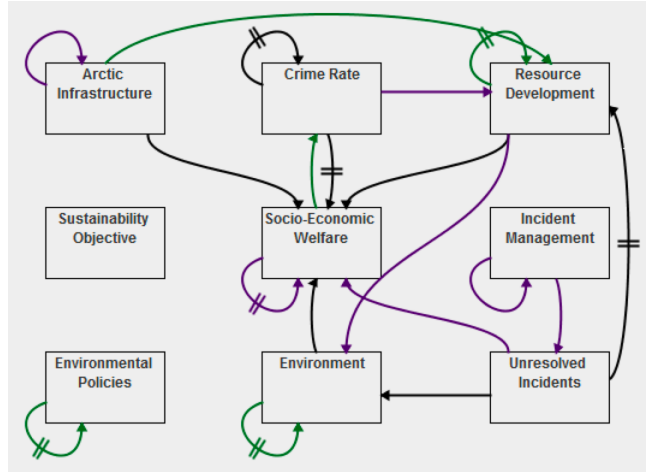 Arctic
Infrastructure
Crime Rate
Resource
Development
Sustainability
Objective
Socio-Economic
Welfare
Incident
Management
Environmental
Policies
Environment
Unresolved
Incidents